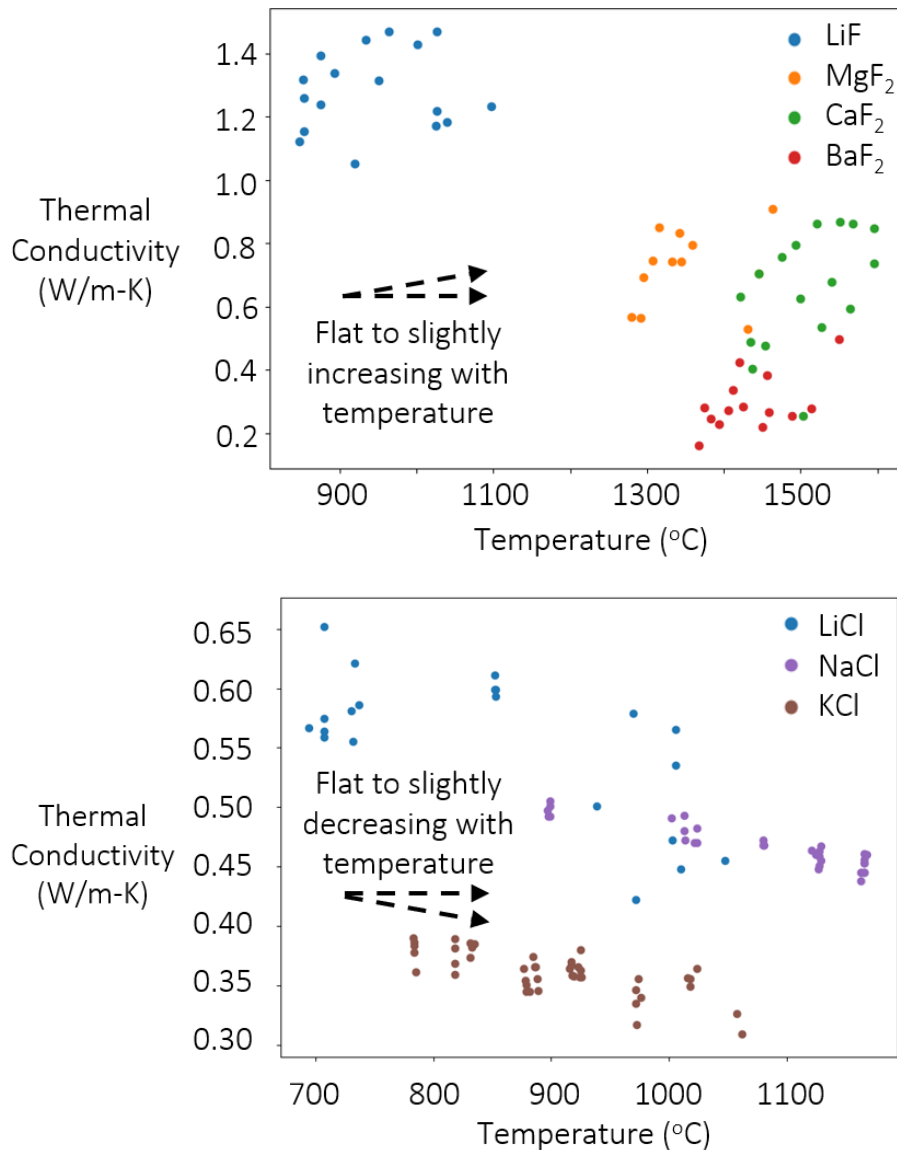 LiF
MgF₂
CaF₂
BaF₂
1.4
1.2
1.0
0.8
0.6
0.4
0.2
Thermal
Conductivity
(W/m-K)
Flat to slightly
increasing with
temperature
900 1100 1300 1500
Temperature (°C)
LiCl
NaCl
KCl
0.65
0.60
0.55
0.50
0.45
0.40
0.35
0.30
Thermal
Conductivity
(W/m-K)
Flat to slightly
decreasing with
temperature
700 800 900 1000 1100
Temperature (°C)